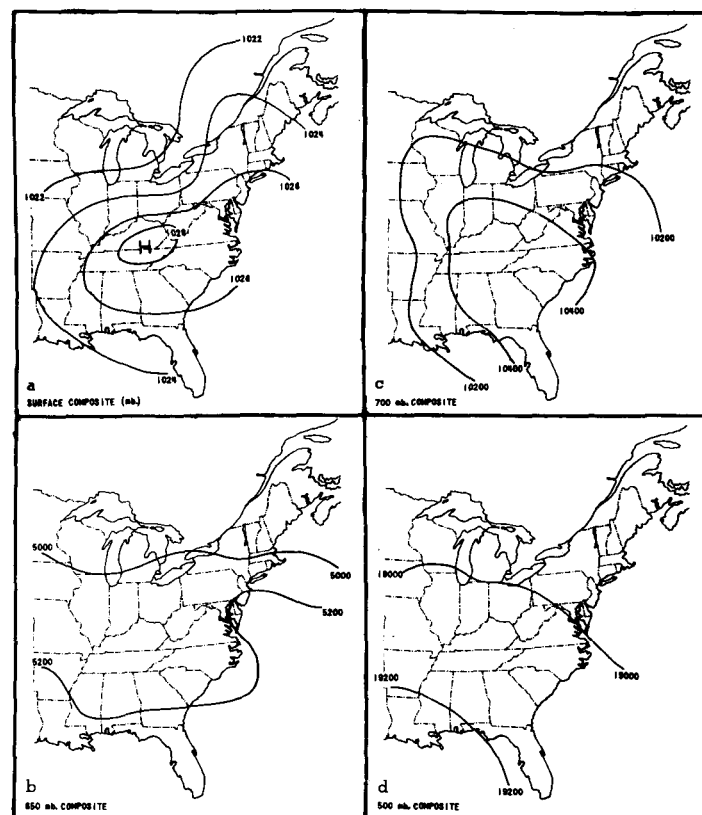 1022
1024
1022
1026
1028
H
1026
1024
a
SURFACE COMPOSITE (mb.)
10200
10400
10400
10200
c
700 mb. COMPOSITE
5000
5000
5200
5200
b
850 mb. COMPOSITE
19000
19000
19200
19200
d
500 mb. COMPOSITE